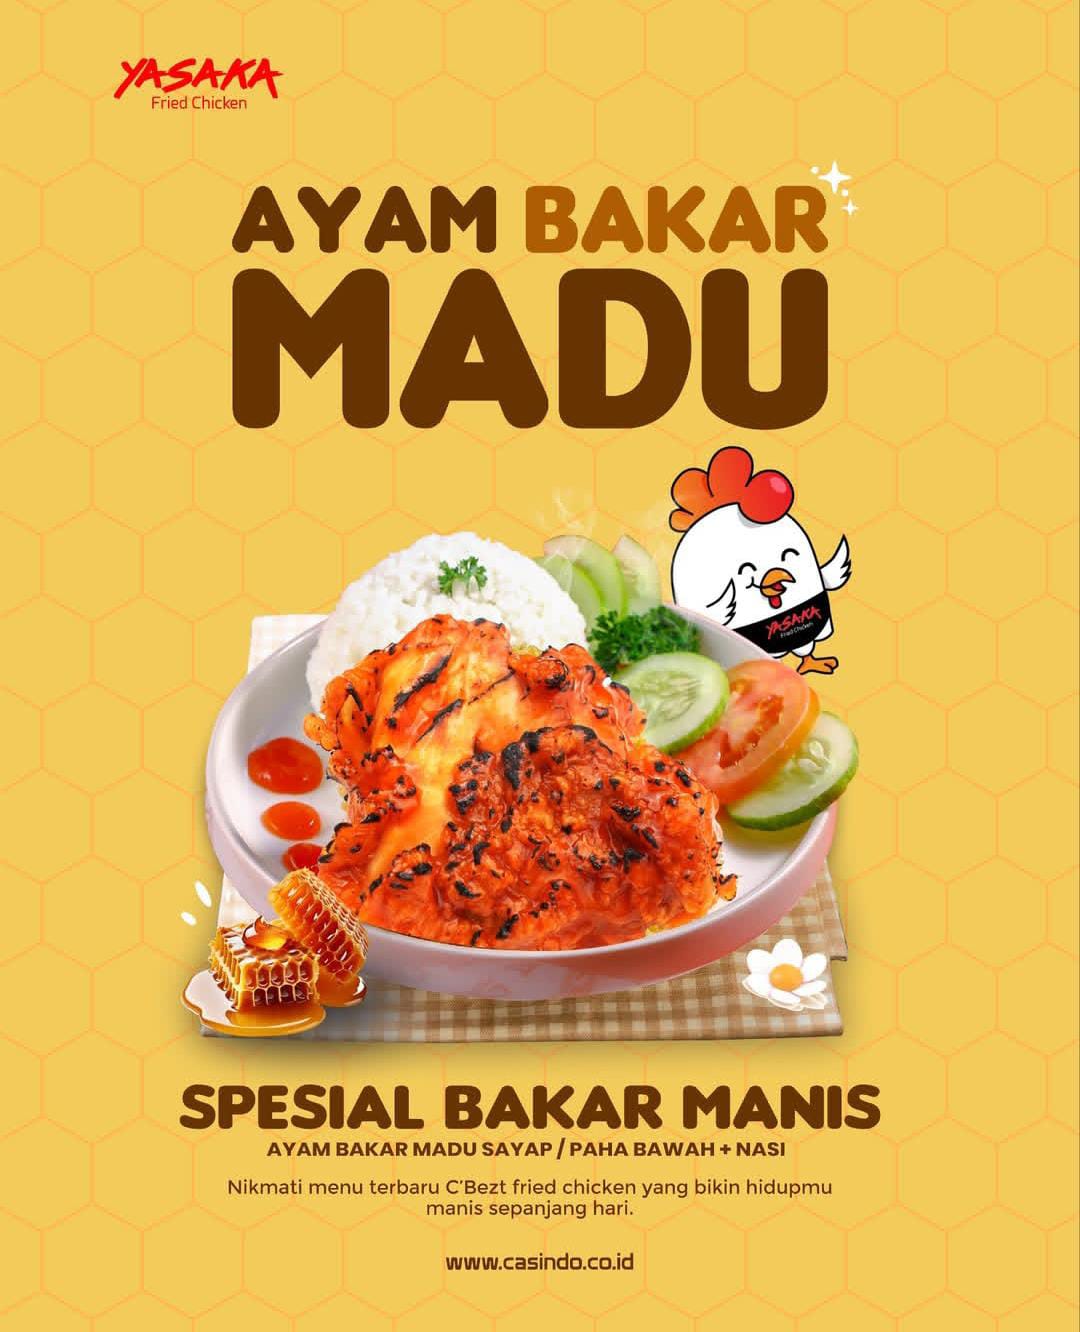 YASAKA
Fried Chicken
AYAM BAKAR
MADU
YASAKA
Fried Chicken
SPESIAL BAKAR MANIS
AYAM BAKAR MADU SAYAP / PAHA BAWAH + NASI
Nikmati menu terbaru C'Bezt fried chicken yang bikin hidupmu
manis sepanjang hari.
www.casindo.co.id